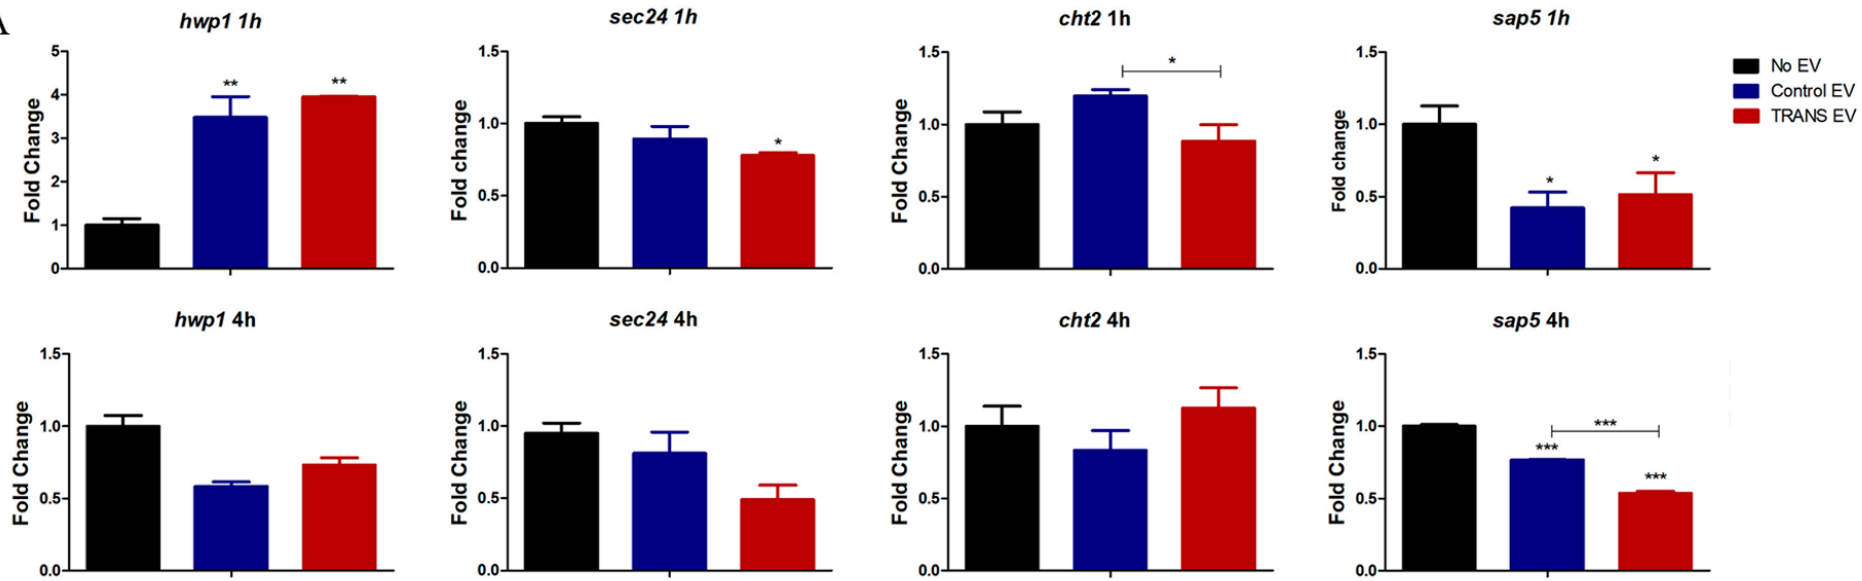 A
hwp1 1h
sec24 1h
cht2 1h
sap5 1h
Fold Change
5
4
3
2
1
0
**
**
Fold change
1.5
1.0
0.5
0.0
*
Fold Change
1.5
1.0
0.5
0.0
*
Fold change
1.5
1.0
0.5
0.0
*
*
No EV
Control EV
TRANS EV
hwp1 4h
sec24 4h
cht2 4h
sap5 4h
Fold Change
1.5
1.0
0.5
0.0
Fold Change
1.5
1.0
0.5
0.0
Fold Change
1.5
1.0
0.5
0.0
Fold Change
1.5
1.0
0.5
0.0
***
***
***